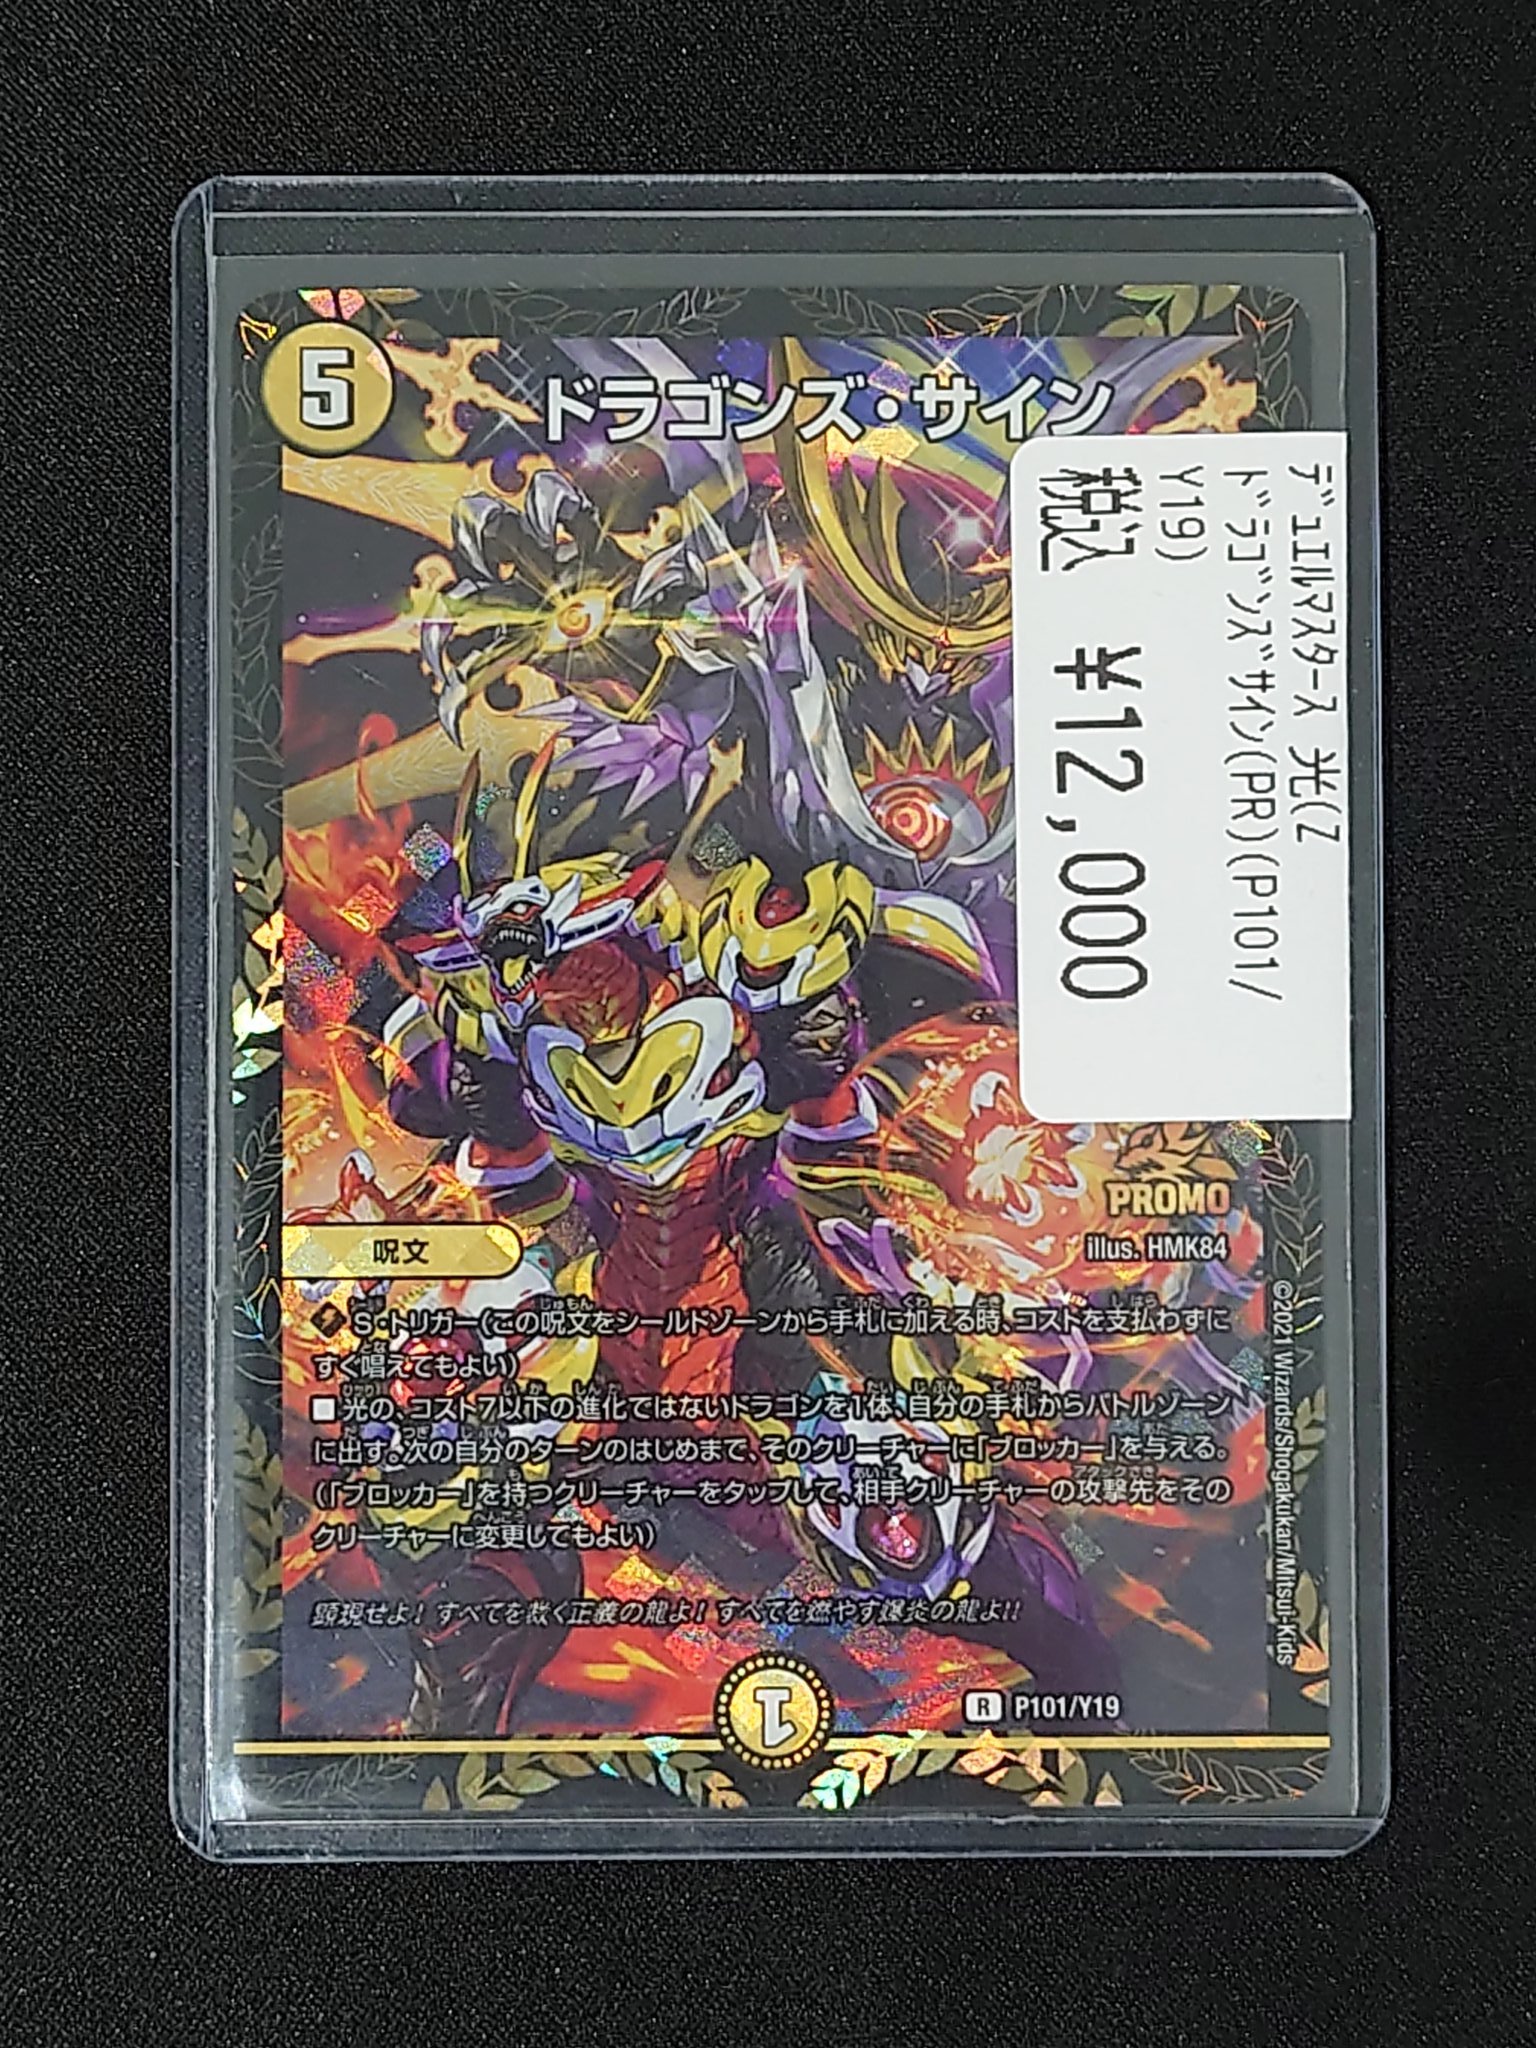 5
ドラゴンズ・サイン
デュエルマスターズ 光(Z
ドラゴンズサイン(PR)(P101/
Y19)
税込 ¥12,000
PROMO
illus. HMK84
呪文
S・トリガー(この呪文をシールドゾーンから手札に加える時、コストを支払わずに
すぐ唱えてもよい)
■光の、コスト7以下の進化ではないドラゴンを1体、自分の手札からバトルゾーン
に出す。次の自分のターンのはじめまで、そのクリーチャーに「ブロッカー」を与える。
(「ブロッカー」を持つクリーチャーをタップして、相手クリーチャーの攻撃先をその
クリーチャーに変更してもよい)
顕現せよ! すべてを裁く正義の龍よ! すべてを燃やす爆炎の龍よ!!
1
R P101/Y19
©2021 Wizards/Shogakukan/Mitsui-Kids